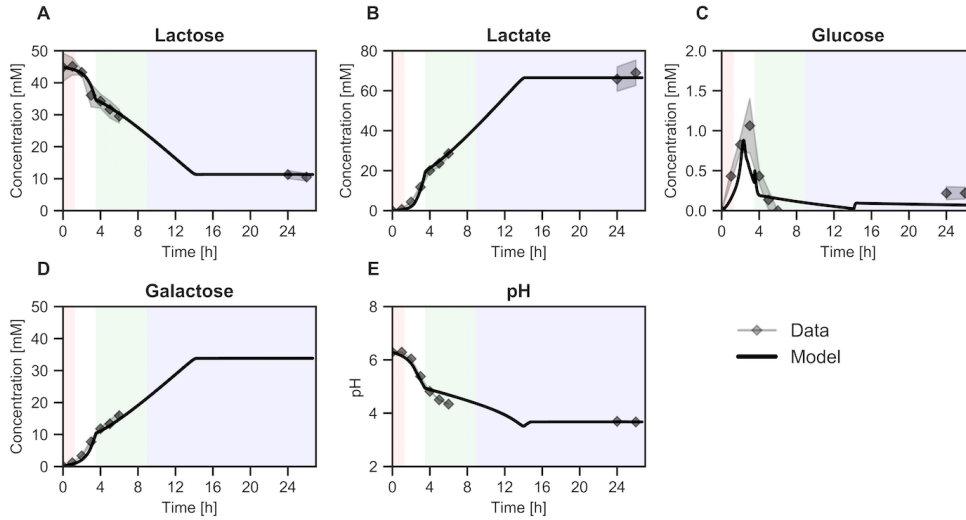 A
Lactose
Concentration [mM]
50
40
30
20
10
0
0 4 8 12 16 20 24
Time [h]
B
Lactate
Concentration [mM]
80
60
40
20
0
0 4 8 12 16 20 24
Time [h]
C
Glucose
Concentration [mM]
2.0
1.5
1.0
0.5
0.0
0 4 8 12 16 20 24
Time [h]
D
Galactose
Concentration [mM]
50
40
30
20
10
0
0 4 8 12 16 20 24
Time [h]
E
pH
pH
8
6
4
2
0 4 8 12 16 20 24
Time [h]
Data
Model